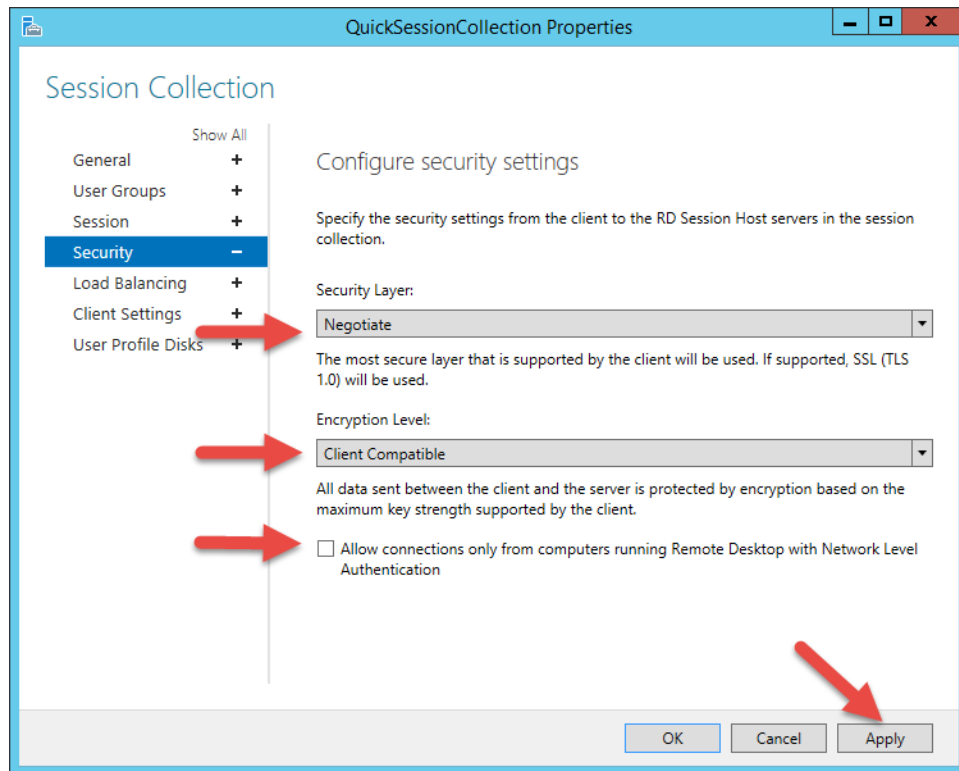 QuickSessionCollection Properties
Session Collection
Show All
General +
User Groups +
Session +
Security –
Load Balancing +
Client Settings +
User Profile Disks +
Configure security settings
Specify the security settings from the client to the RD Session Host servers in the session
collection.
Security Layer:
Negotiate
The most secure layer that is supported by the client will be used. If supported, SSL (TLS
1.0) will be used.
Encryption Level:
Client Compatible
All data sent between the client and the server is protected by encryption based on the
maximum key strength supported by the client.
Allow connections only from computers running Remote Desktop with Network Level
Authentication
OK Cancel Apply